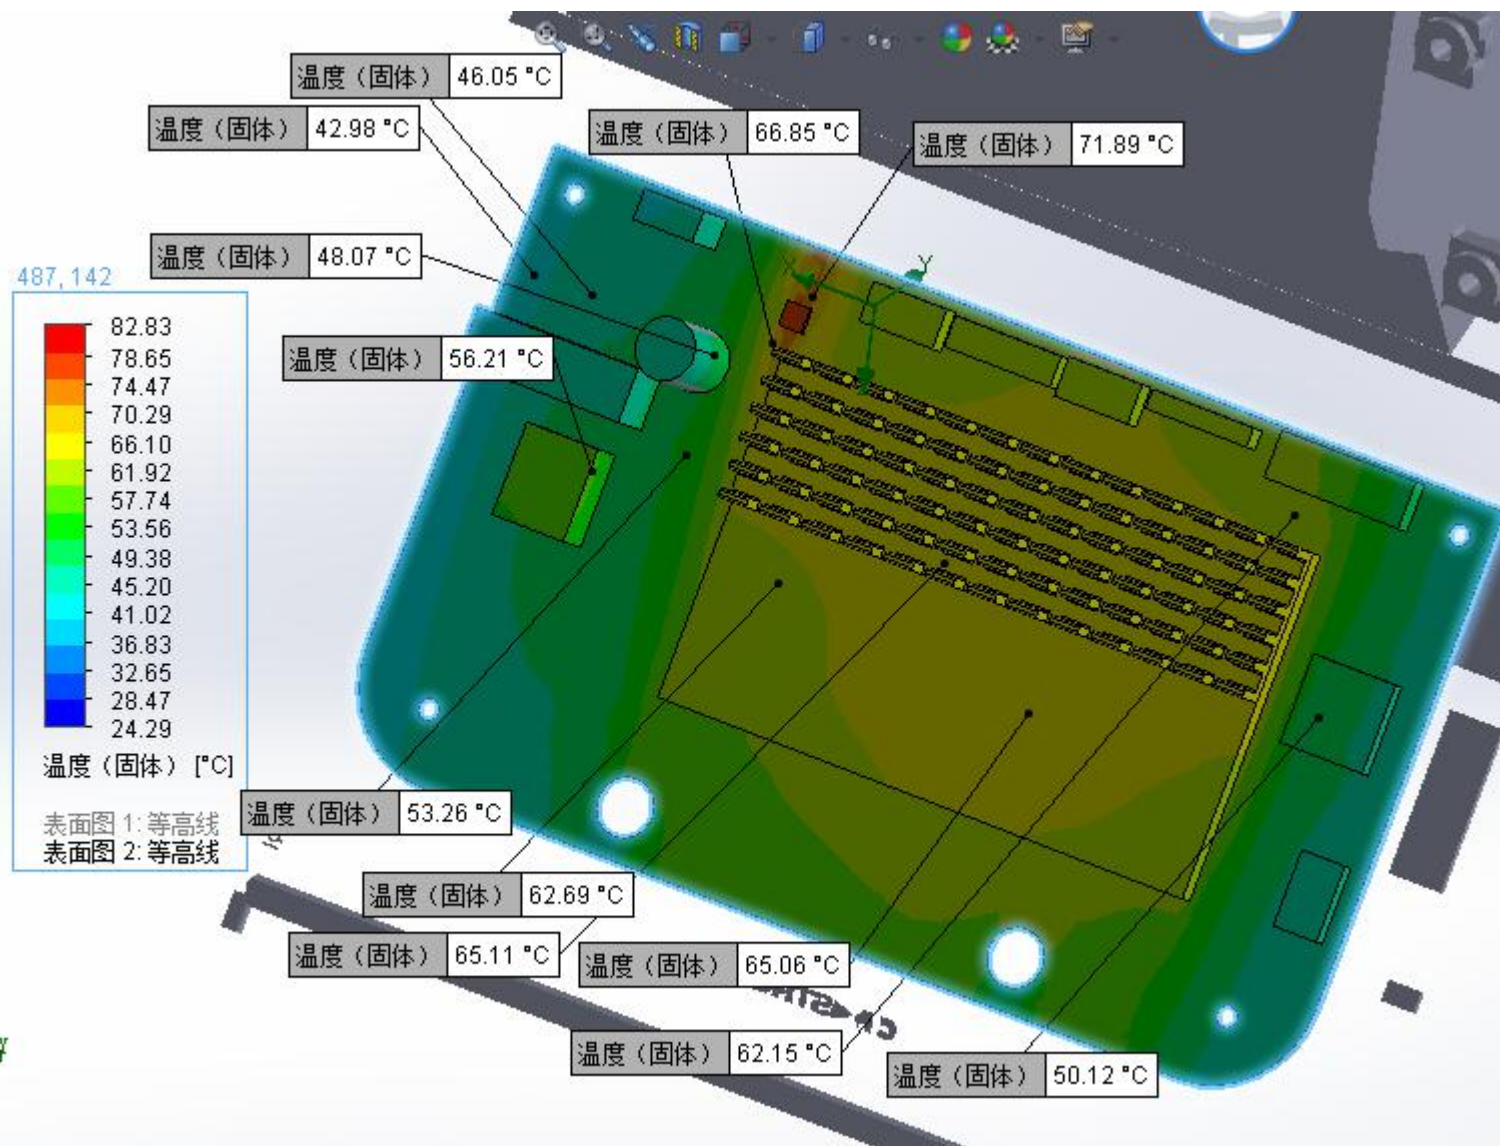 温度（固体） 46.05 °C
温度（固体） 42.98 °C
温度（固体） 66.85 °C
温度（固体） 71.89 °C
温度（固体） 48.07 °C
Y
X
487, 142
82.83
78.65
74.47
70.29
66.10
61.92
57.74
53.56
49.38
45.20
41.02
36.83
32.65
28.47
24.29
温度（固体） [°C]
表面图 1: 等高线
表面图 2: 等高线
温度（固体） 56.21 °C
温度（固体） 53.26 °C
温度（固体） 62.69 °C
温度（固体） 65.11 °C
温度（固体） 65.06 °C
温度（固体） 62.15 °C
温度（固体） 50.12 °C